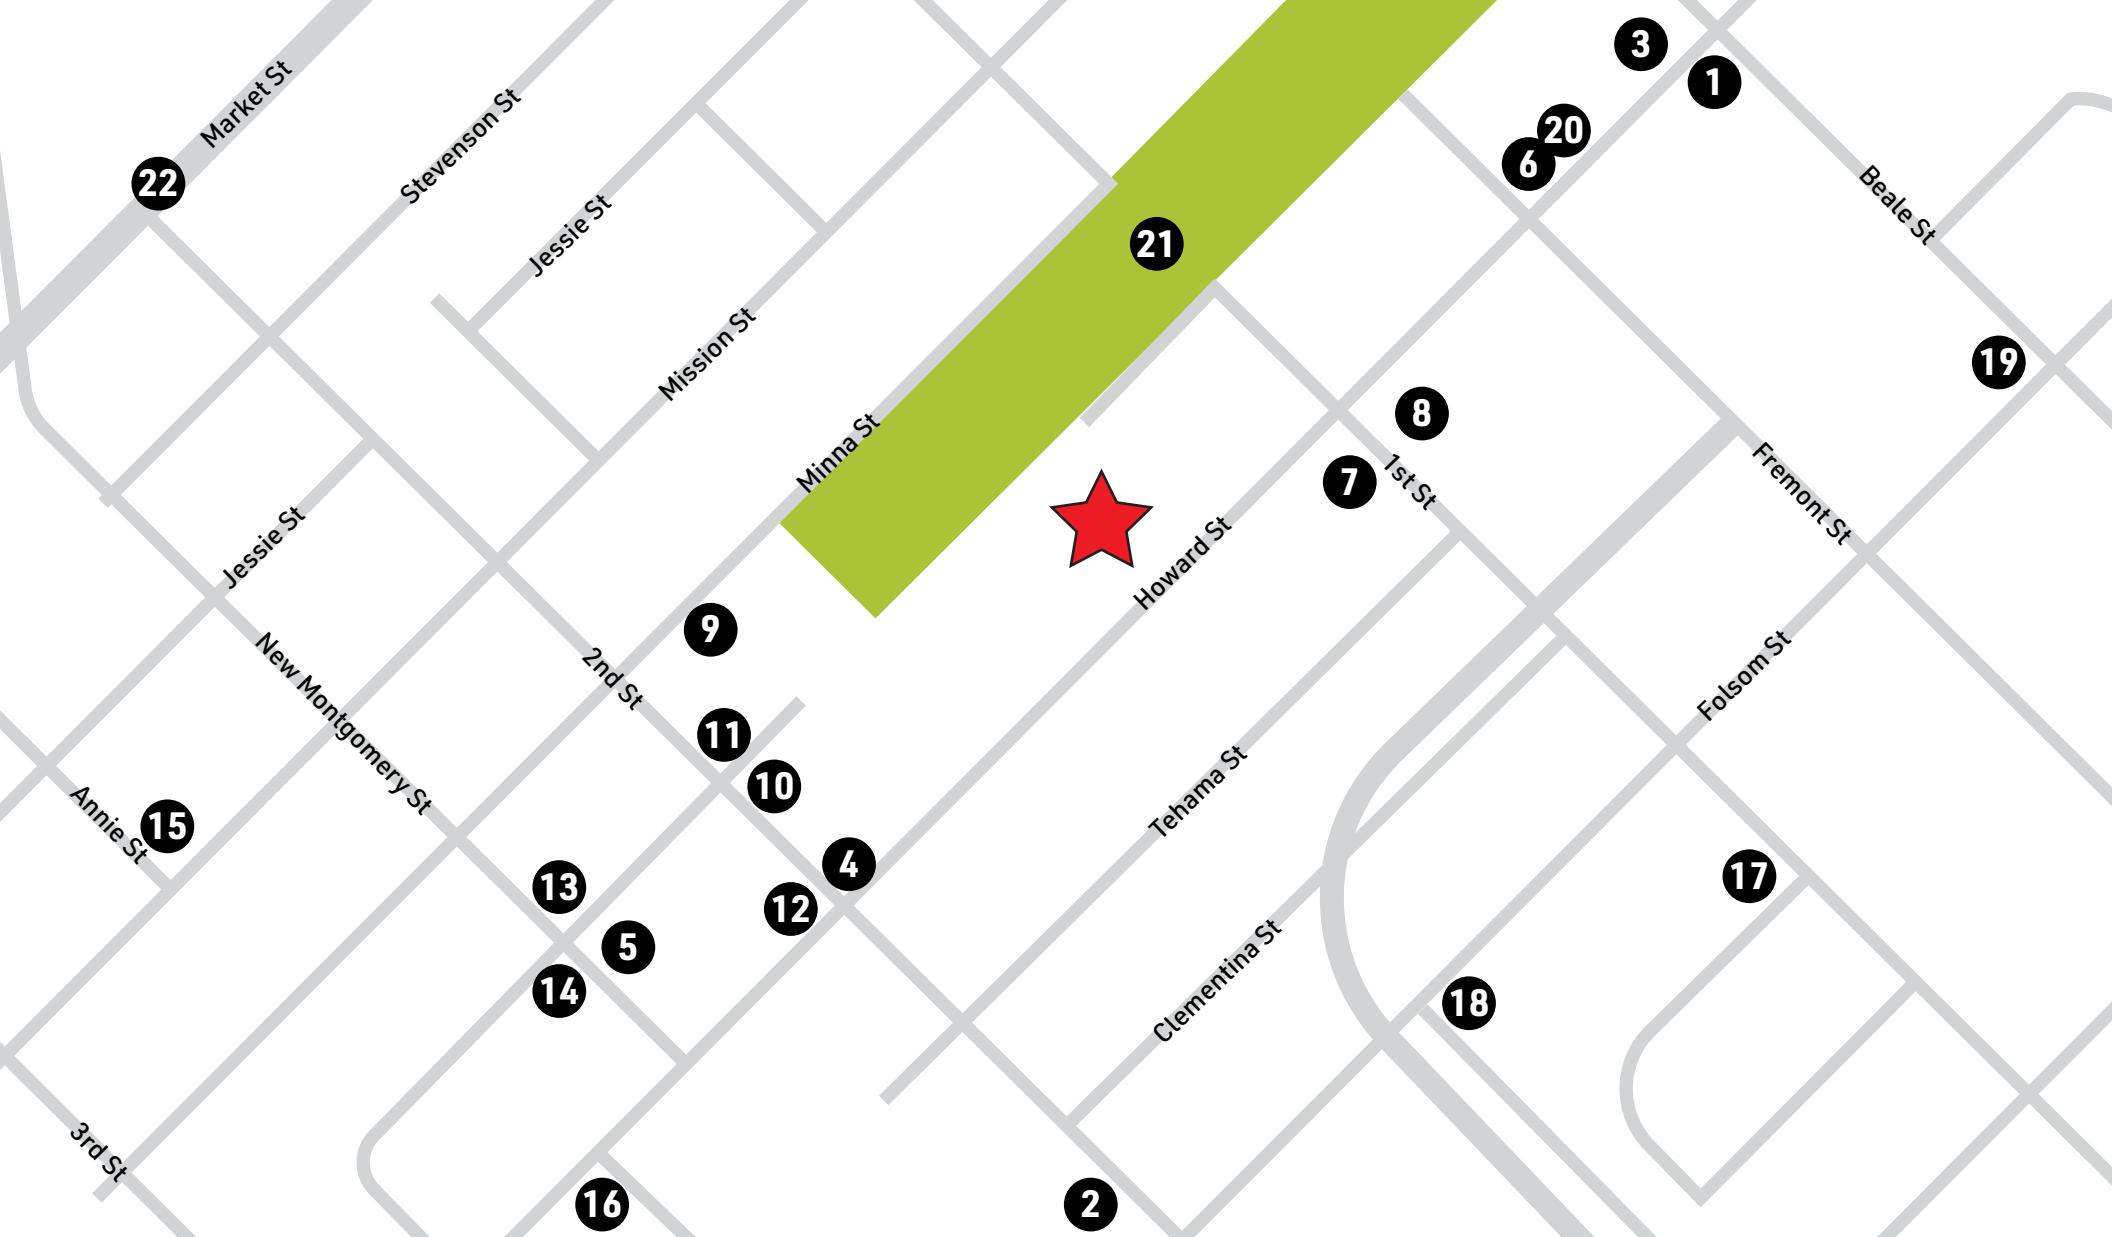 3
1
Market St
Stevenson St
20
6
22
Beale St
Jessie St
21
Mission St
19
8
Minna St
1st St
7
Fremont St
Jessie St
Howard St
9
2nd St
New Montgomery St
Folsom St
11
10
Tehama St
Annie St
15
4
13
12
17
5
14
Clementina St
18
3rd St
16
2